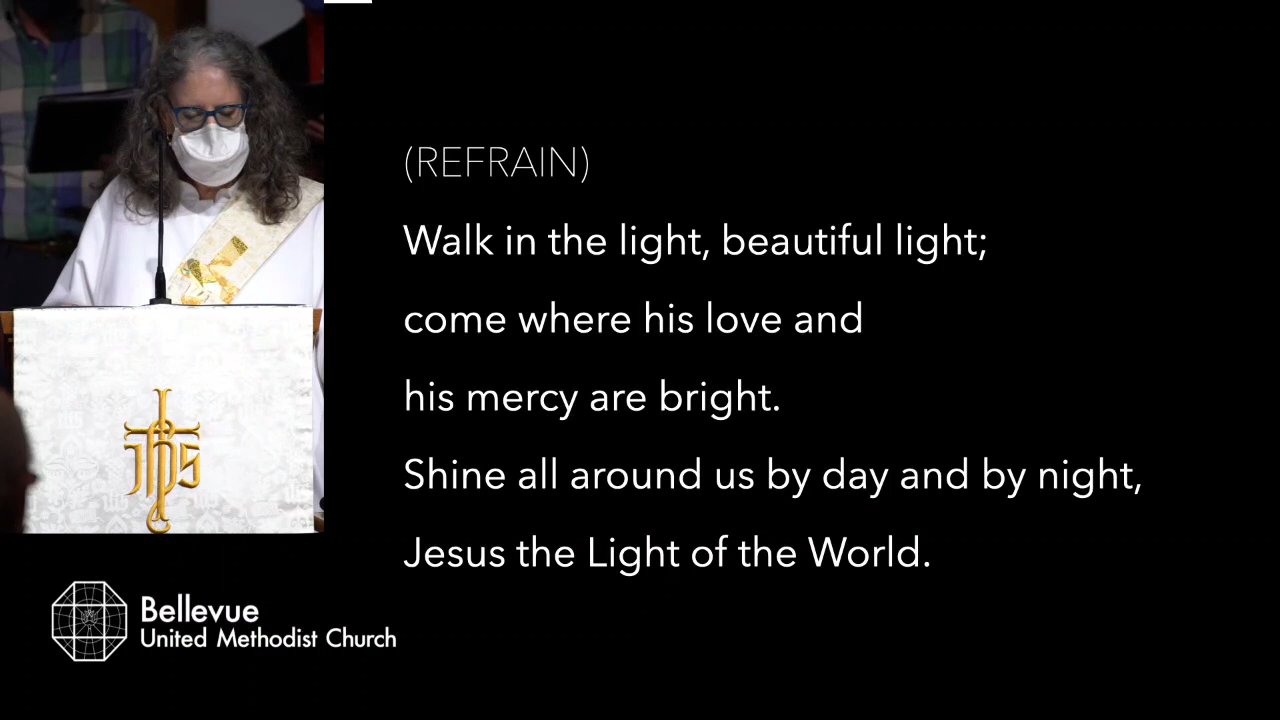 (REFRAIN)
Walk in the light, beautiful light;
come where his love and
his mercy are bright.
Shine all around us by day and by night,
Jesus the Light of the World.
IHS
Bellevue
United Methodist Church